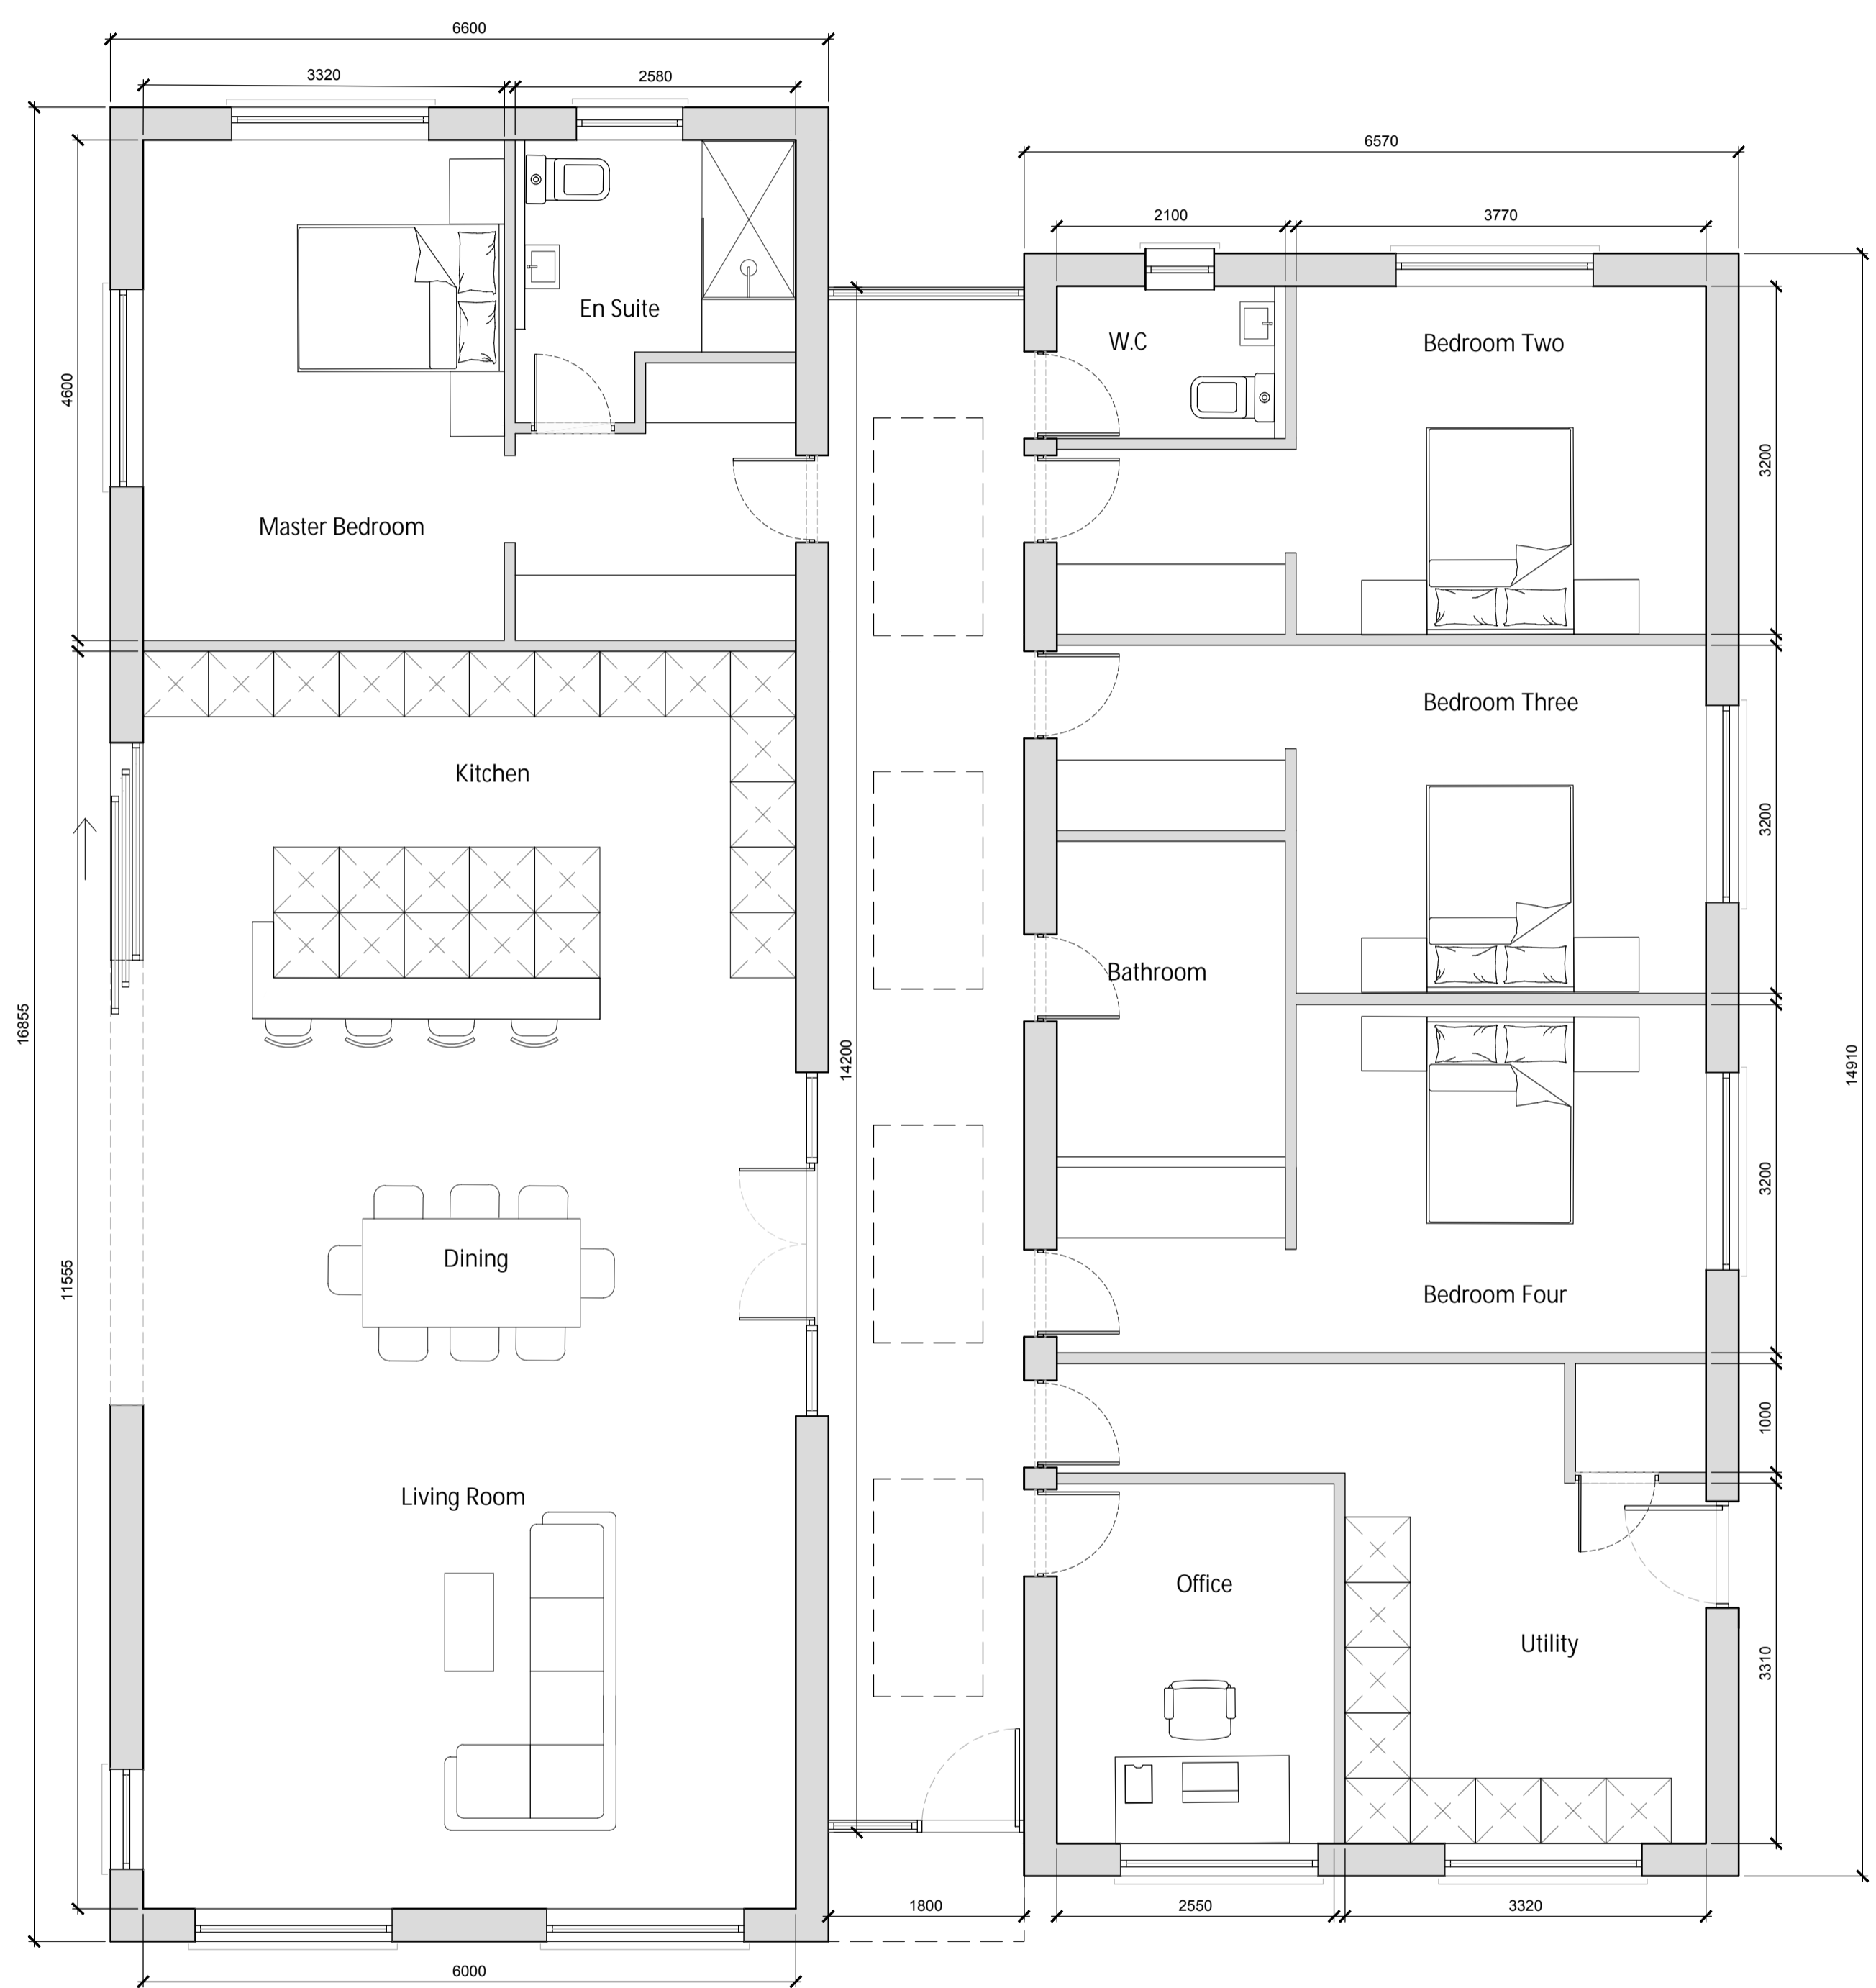 6600
3320
2580
6570
2100
3770
En Suite
W.C
Bedroom Two
4600
3200
Master Bedroom
Bedroom Three
Kitchen
3200
Bathroom
16855
14200
14910
3200
Dining
11555
Bedroom Four
1000
Living Room
Office
Utility
3310
1800
2550
3320
6000